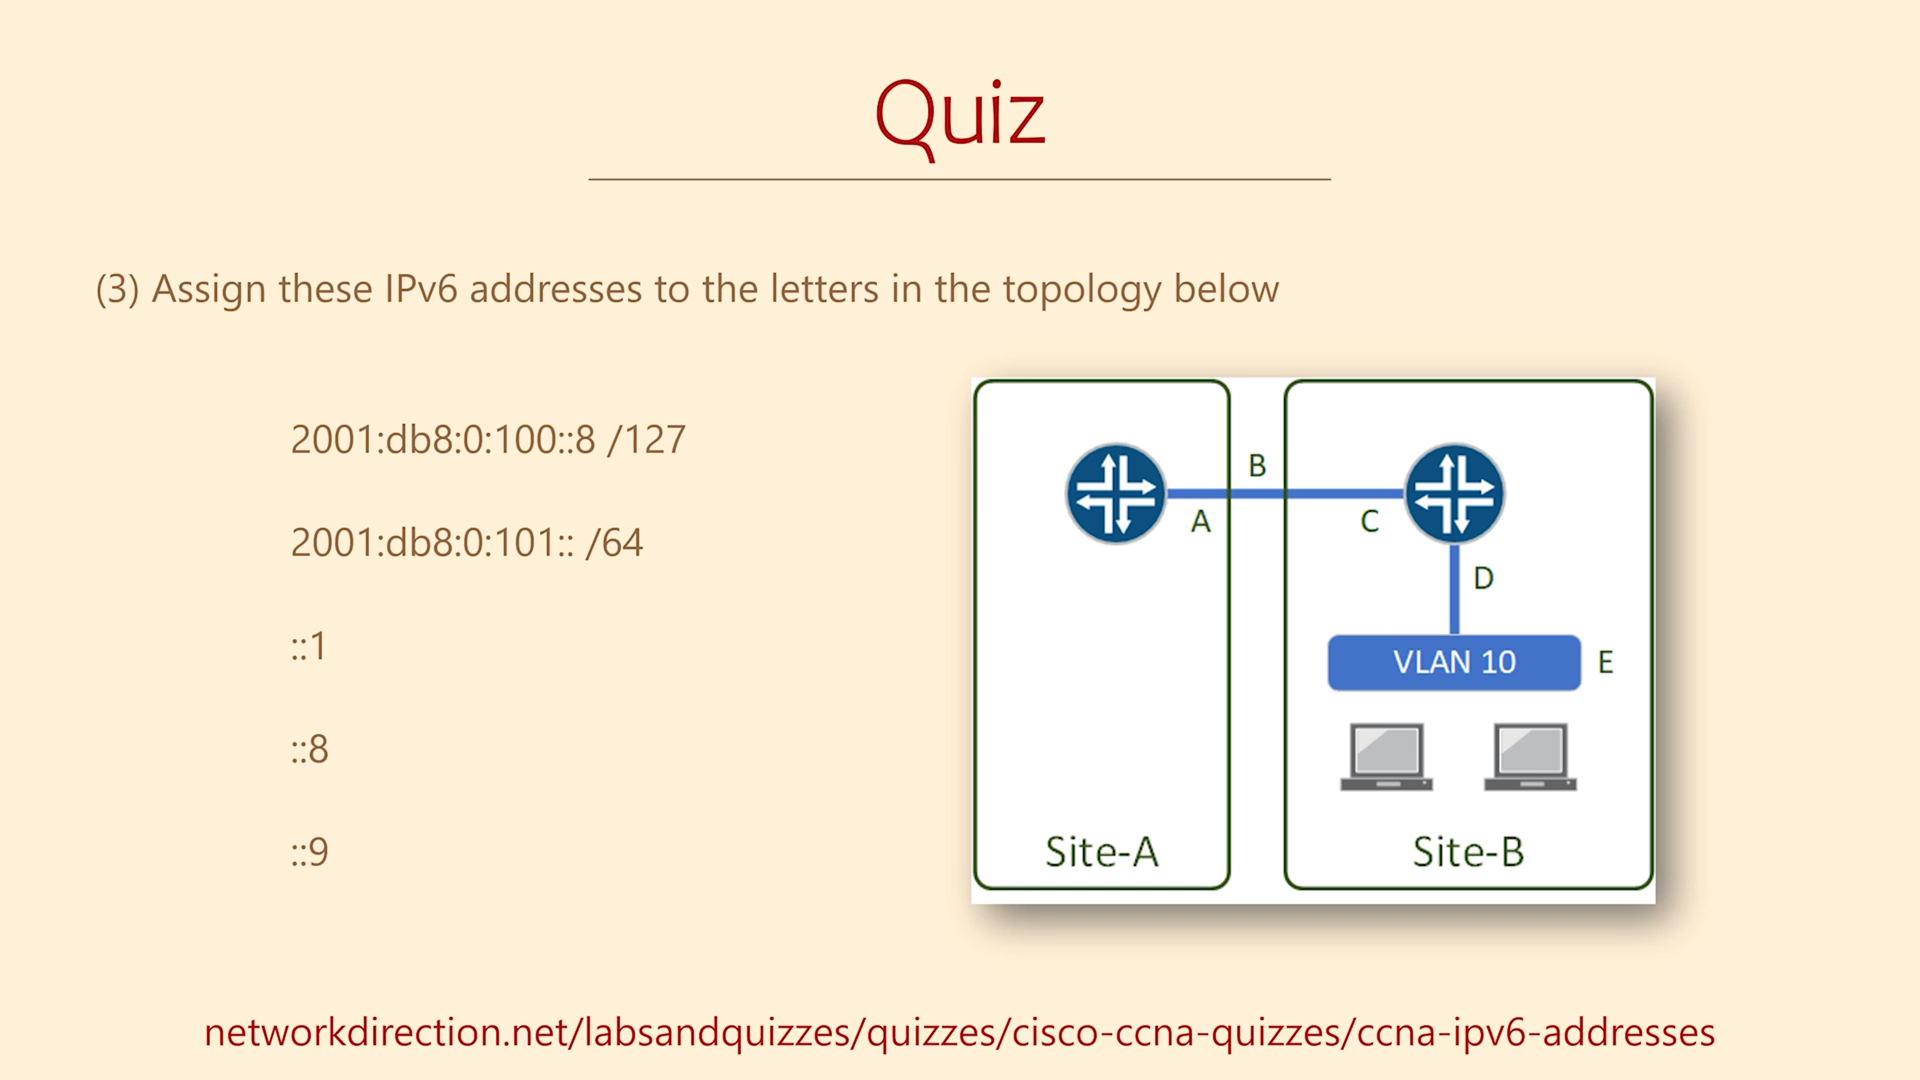 Quiz
(3) Assign these IPv6 addresses to the letters in the topology below
2001:db8:0:100::8 /127
2001:db8:0:101:: /64
::1
::8
::9
B
A
C
D
VLAN 10
E
Site-A
Site-B
networkdirection.net/labsandquizzes/quizzes/cisco-ccna-quizzes/ccna-ipv6-addresses